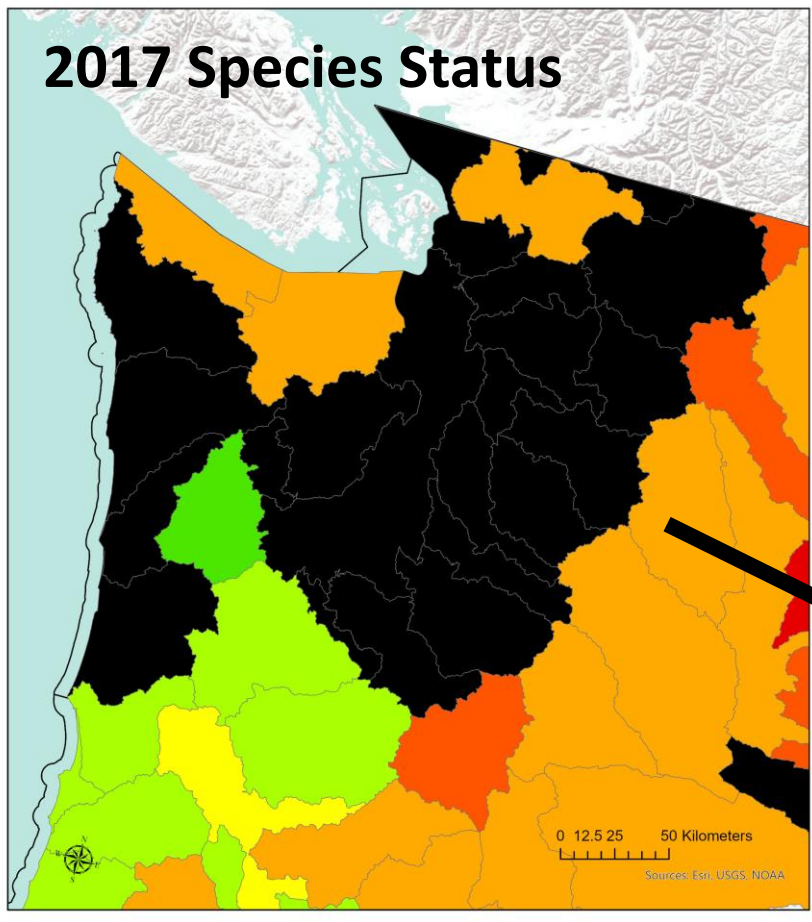 2017 Species Status
N
W E
S
0 12.5 25 50 Kilometers
Sources: Esri, USGS, NOAA